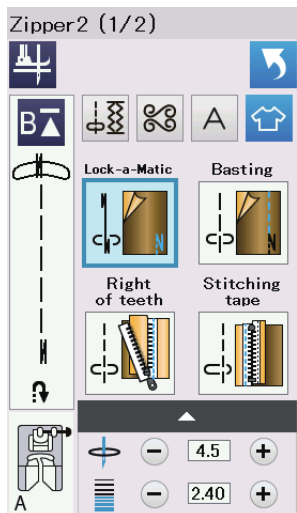 Zipper2 (1/2)
B
A
Lock-a-Matic
Basting
Right
of teeth
Stitching
tape
4.5
2.40
A